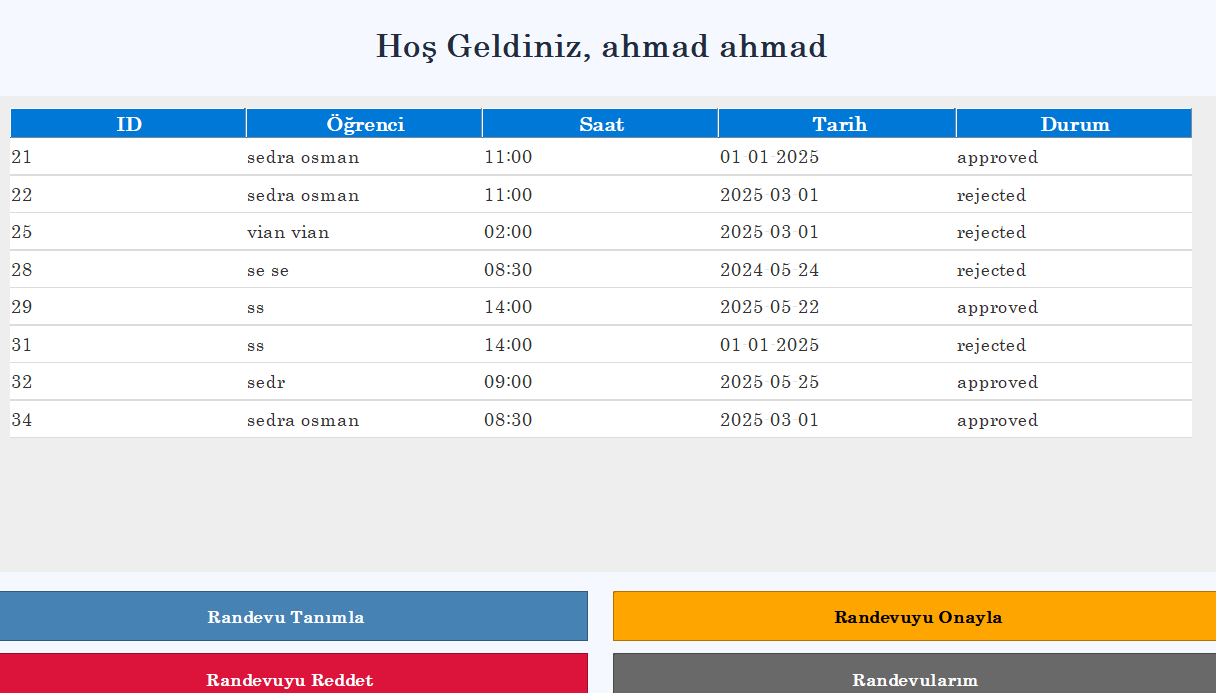 Hoş Geldiniz, ahmad ahmad
ID Öğrenci Saat Tarih Durum
21 sedra osman 11:00 01-01-2025 approved
22 sedra osman 11:00 2025-03-01 rejected
25 vian vian 02:00 2025-03-01 rejected
28 se se 08:30 2024-05-24 rejected
29 ss 14:00 2025-05-22 approved
31 ss 14:00 01-01-2025 rejected
32 sedr 09:00 2025-05-25 approved
34 sedra osman 08:30 2025-03-01 approved
Randevu Tanımla Randevuyu Onayla
Randevuyu Reddet Randevularım